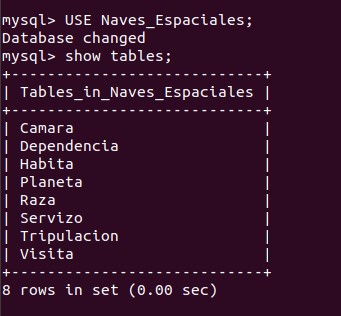 mysql> USE Naves_Espaciales;
Database changed
mysql> show tables;
+----------------------------+
| Tables_in_Naves_Espaciales |
+----------------------------+
| Camara                     |
| Dependencia                |
| Habita                     |
| Planeta                    |
| Raza                       |
| Servizo                    |
| Tripulacion                |
| Visita                     |
+----------------------------+
8 rows in set (0.00 sec)